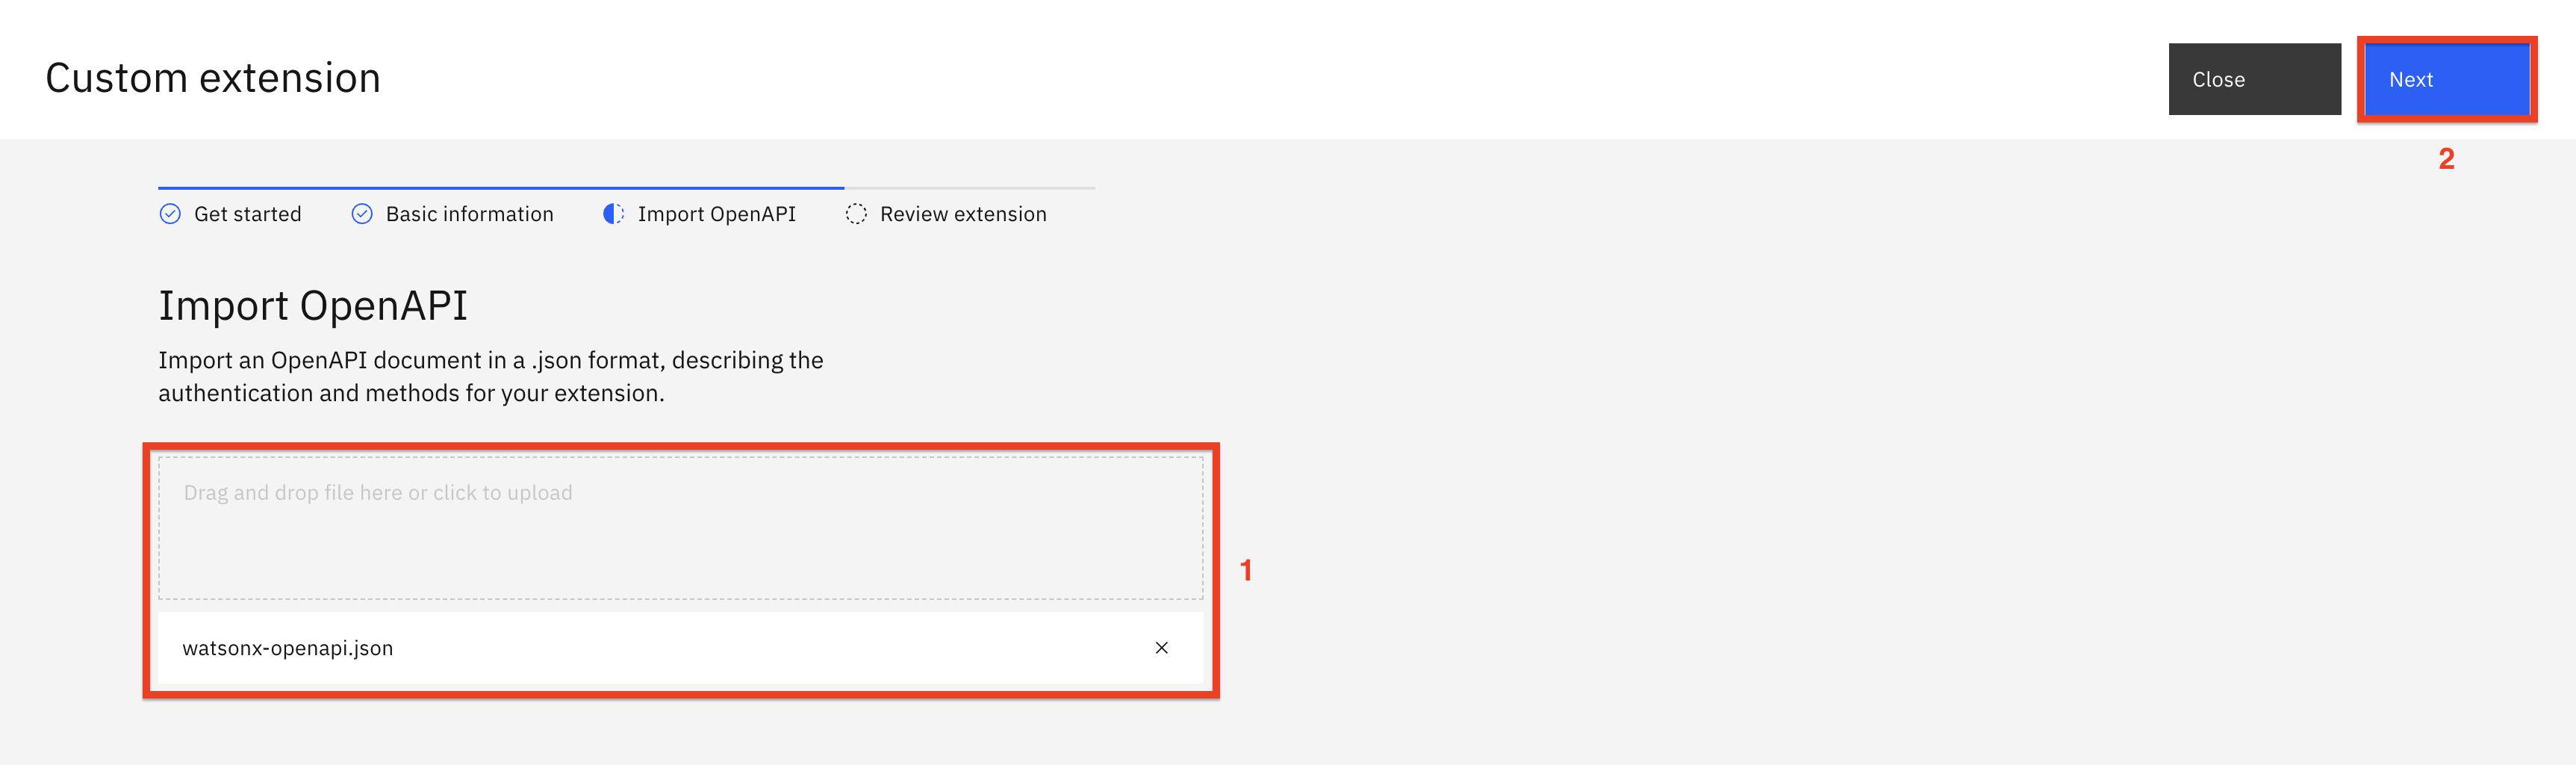 Custom extension
Close
Next
2
Get started
Basic information
Import OpenAPI
Review extension
Import OpenAPI
Import an OpenAPI document in a .json format, describing the
authentication and methods for your extension.
Drag and drop file here or click to upload
1
watsonx-openapi.json